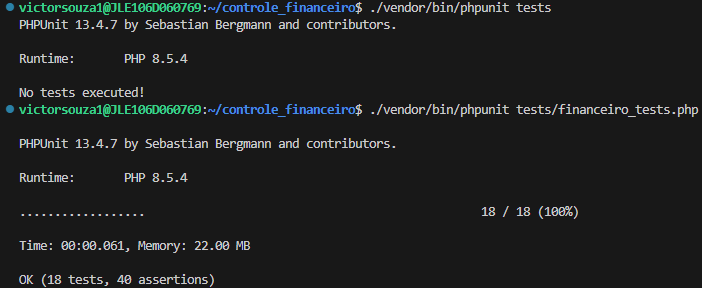 victorsouza1@JLE106D060769:~/controle_financeiro$ ./vendor/bin/phpunit tests
PHPUnit 13.4.7 by Sebastian Bergmann and contributors.
Runtime:       PHP 8.5.4
No tests executed!
victorsouza1@JLE106D060769:~/controle_financeiro$ ./vendor/bin/phpunit tests/financeiro_tests.php
PHPUnit 13.4.7 by Sebastian Bergmann and contributors.
Runtime:       PHP 8.5.4
..................                                                18 / 18 (100%)
Time: 00:00.061, Memory: 22.00 MB
OK (18 tests, 40 assertions)